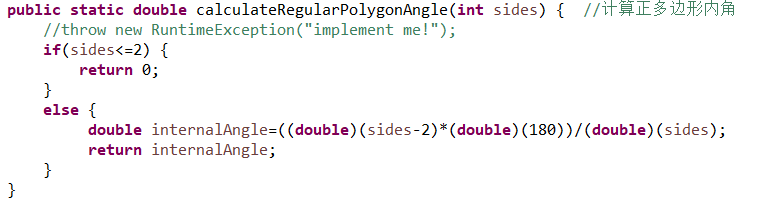 public static double calculateRegularPolygonAngle(int sides) {  //计算正多边形内角
    //throw new RuntimeException("implement me!");
    if(sides<=2) {
        return 0;
    }
    else {
         double internalAngle=((double)(sides-2)*(double)(180))/(double)(sides);
         return internalAngle;
    }
}